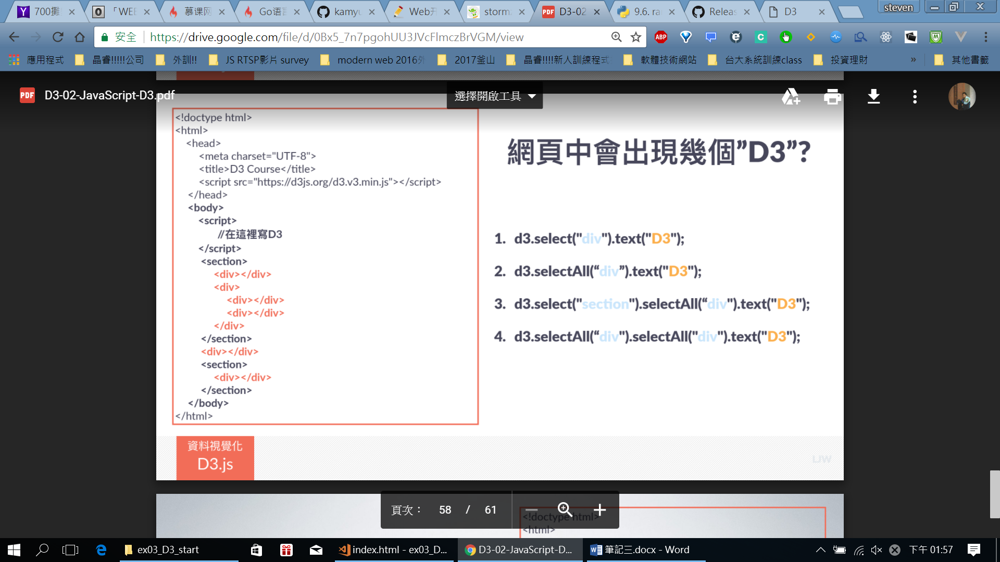 700攤
「WEB
慕课网
Go语言
kamyu
Web开
storm
D3-02
9.6. ra
Releas
D3
steven
安全
https://drive.google.com/file/d/0Bx5_7n7pgohUU3JVcFlmczBrVGM/view
ABP
應用程式
晶睿!!!!!公司
外訓!!
JS RTSP影片 survey
modern web 2016外
2017釜山
晶睿!!!!新人訓練程式
軟體技術網站
台大系統訓練class
投資理財
»
其他書籤
PDF
D3-02-JavaScript-D3.pdf
選擇開啟工具
<!doctype html>
<html>
<head>
<meta charset="UTF-8">
<title>D3 Course</title>
<script src="https://d3js.org/d3.v3.min.js"></script>
</head>
<body>
<script>
//在這裡寫D3
</script>
<section>
<div></div>
<div>
<div></div>
<div></div>
</div>
</section>
<div></div>
<section>
<div></div>
</section>
</body>
</html>
網頁中會出現幾個”D3”?
1. d3.select("div").text("D3");
2. d3.selectAll(“div”).text("D3");
3. d3.select("section").selectAll(“div").text("D3");
4. d3.selectAll(“div").selectAll("div").text("D3");
資料視覺化
D3.js
LJW
頁次： 58 / 61
<!doctype html>
<html>
ex03_D3_start
index.html - ex03_D...
D3-02-JavaScript-D...
筆記三.docx - Word
下午 01:57